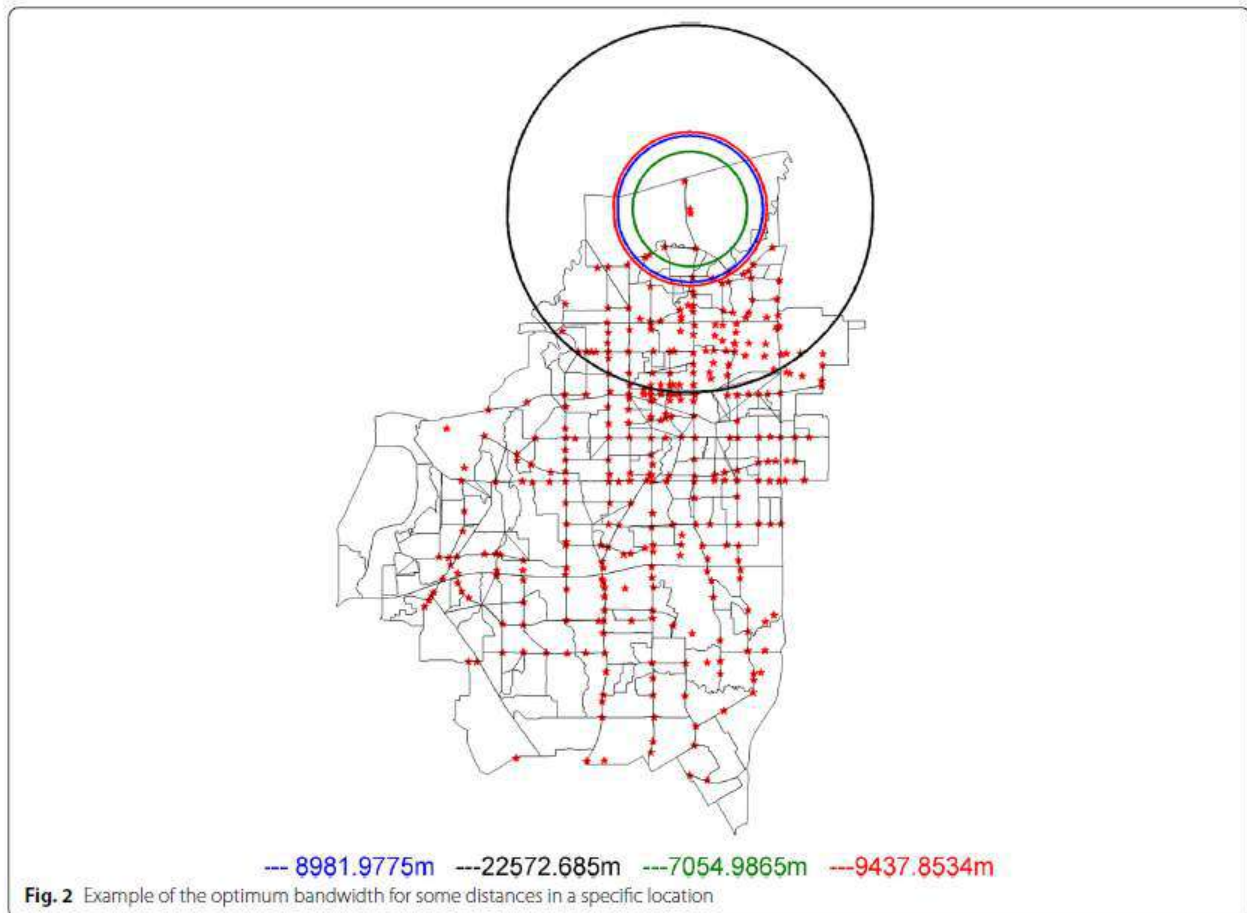 --- 8981.9775m ---22572.685m ---7054.9865m ---9437.8534m
Fig. 2 Example of the optimum bandwidth for some distances in a specific location